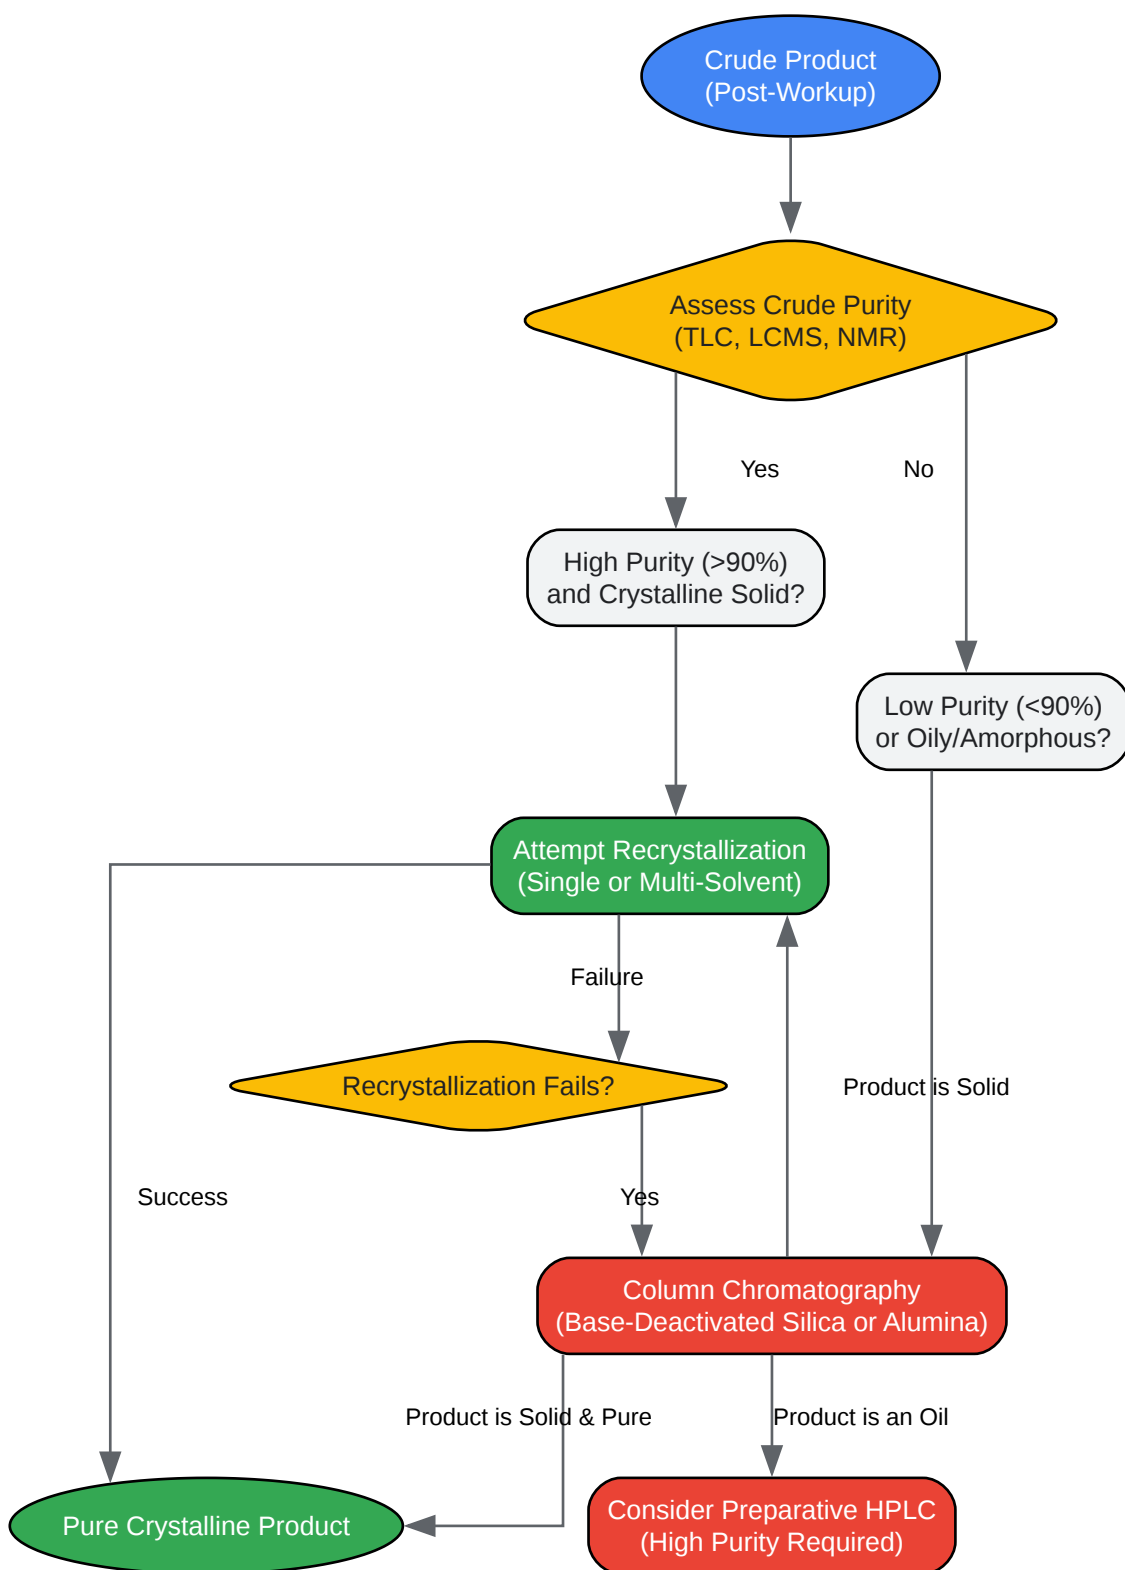 Crude Product
(Post-Workup)
Assess Crude Purity
(TLC, LCMS, NMR)
Yes
No
High Purity (>90%)
and Crystalline Solid?
Low Purity (<90%)
or Oily/Amorphous?
Attempt Recrystallization
(Single or Multi-Solvent)
Failure
Recrystallization Fails?
Product is Solid
Success
Yes
Column Chromatography
(Base-Deactivated Silica or Alumina)
Product is Solid & Pure
Product is an Oil
Pure Crystalline Product
Consider Preparative HPLC
(High Purity Required)